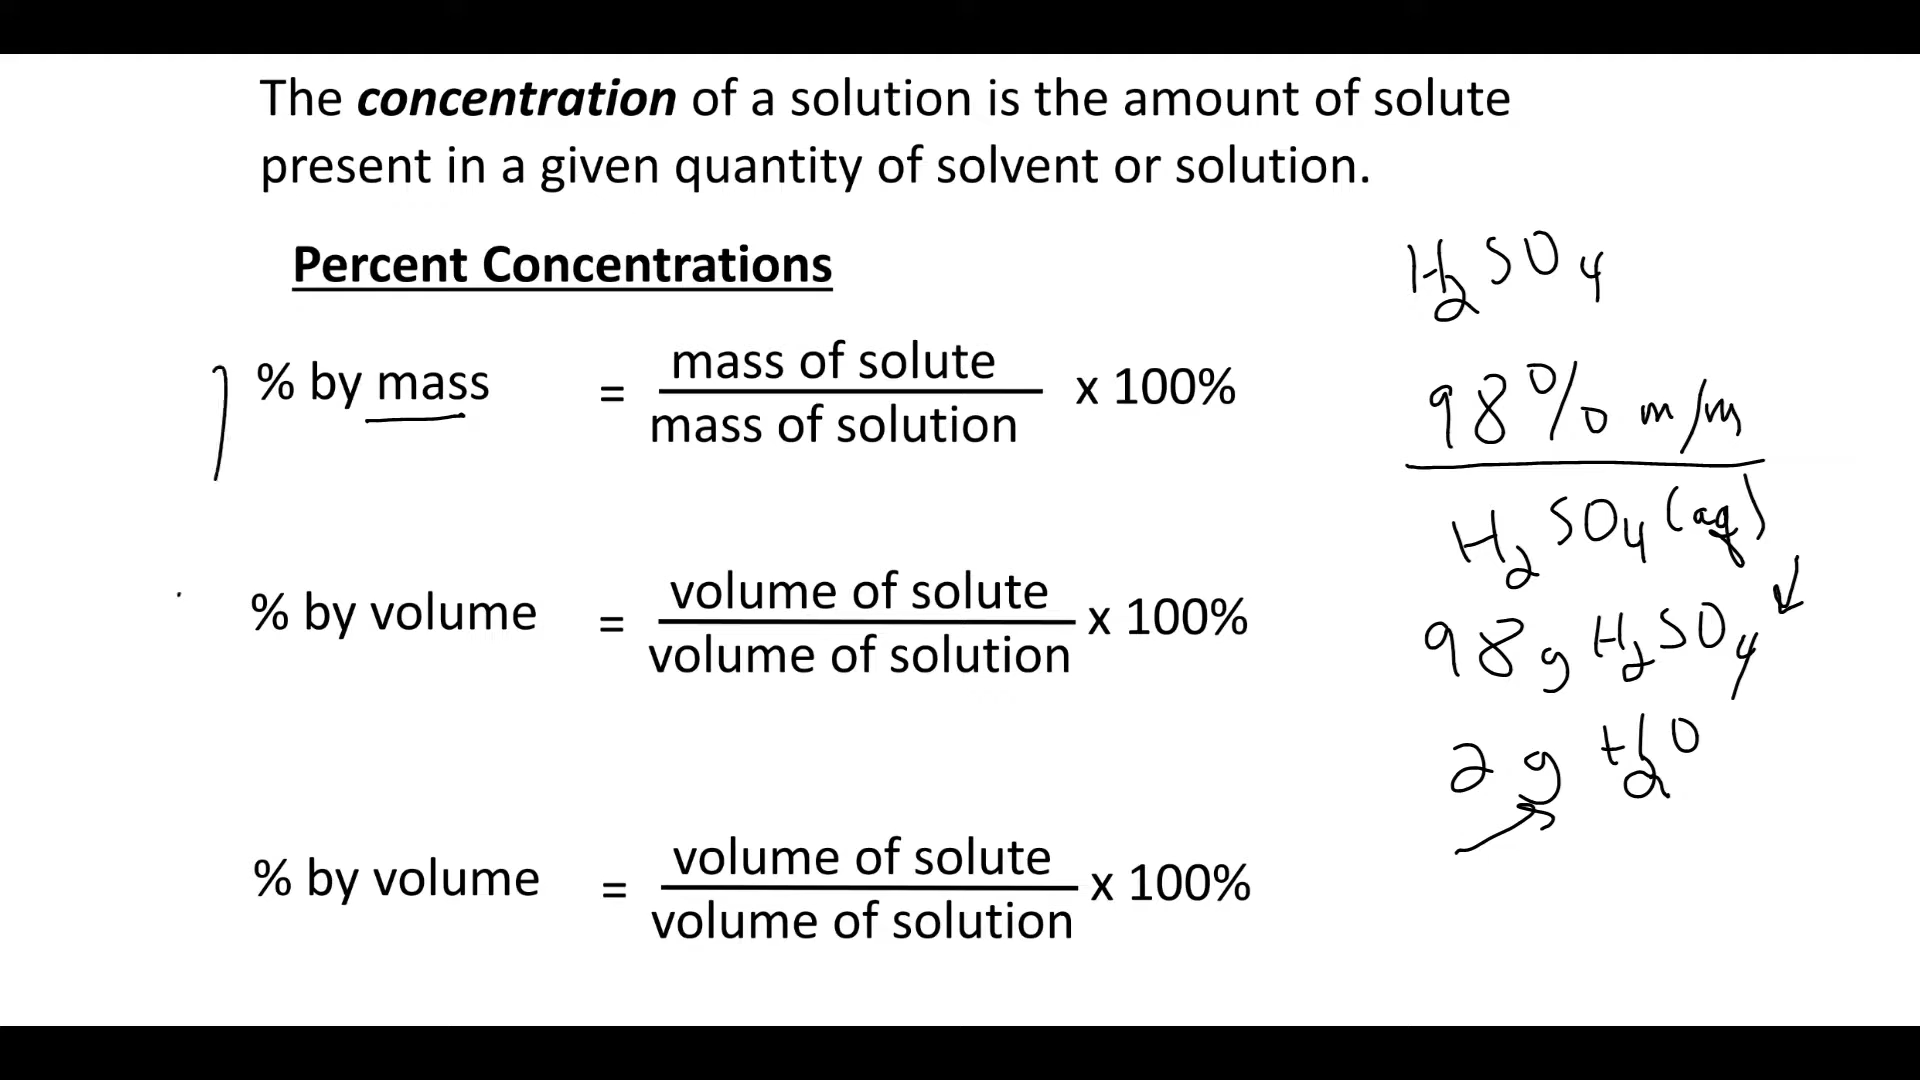 The concentration of a solution is the amount of solute
present in a given quantity of solvent or solution.
Percent Concentrations
% by mass = mass of solute / mass of solution x 100%
% by volume = volume of solute / volume of solution x 100%
% by volume = volume of solute / volume of solution x 100%
H₂SO₄
98% m/m
H₂SO₄(aq)
98g H₂SO₄
2g H₂O